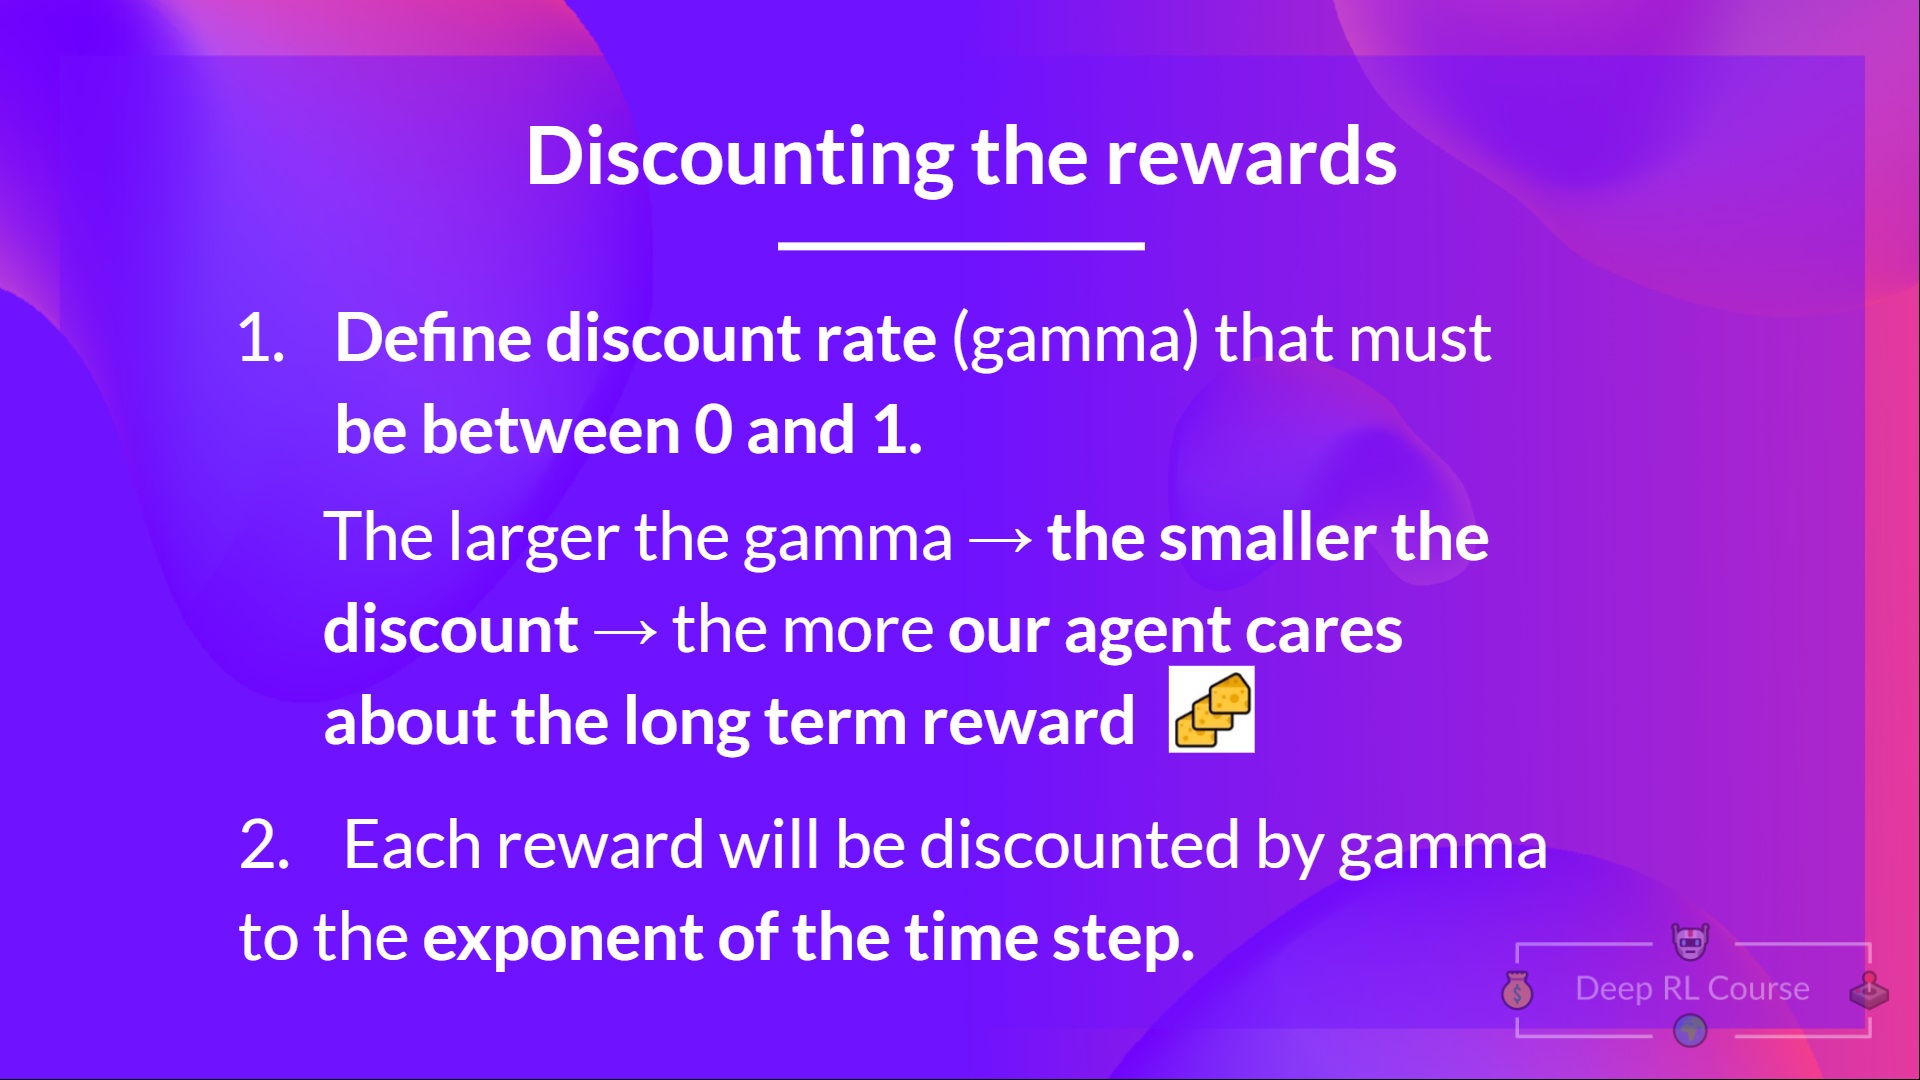 Discounting the rewards
1. Define discount rate (gamma) that must
be between 0 and 1.
The larger the gamma → the smaller the
discount → the more our agent cares
about the long term reward
2. Each reward will be discounted by gamma
to the exponent of the time step.
Deep RL Course